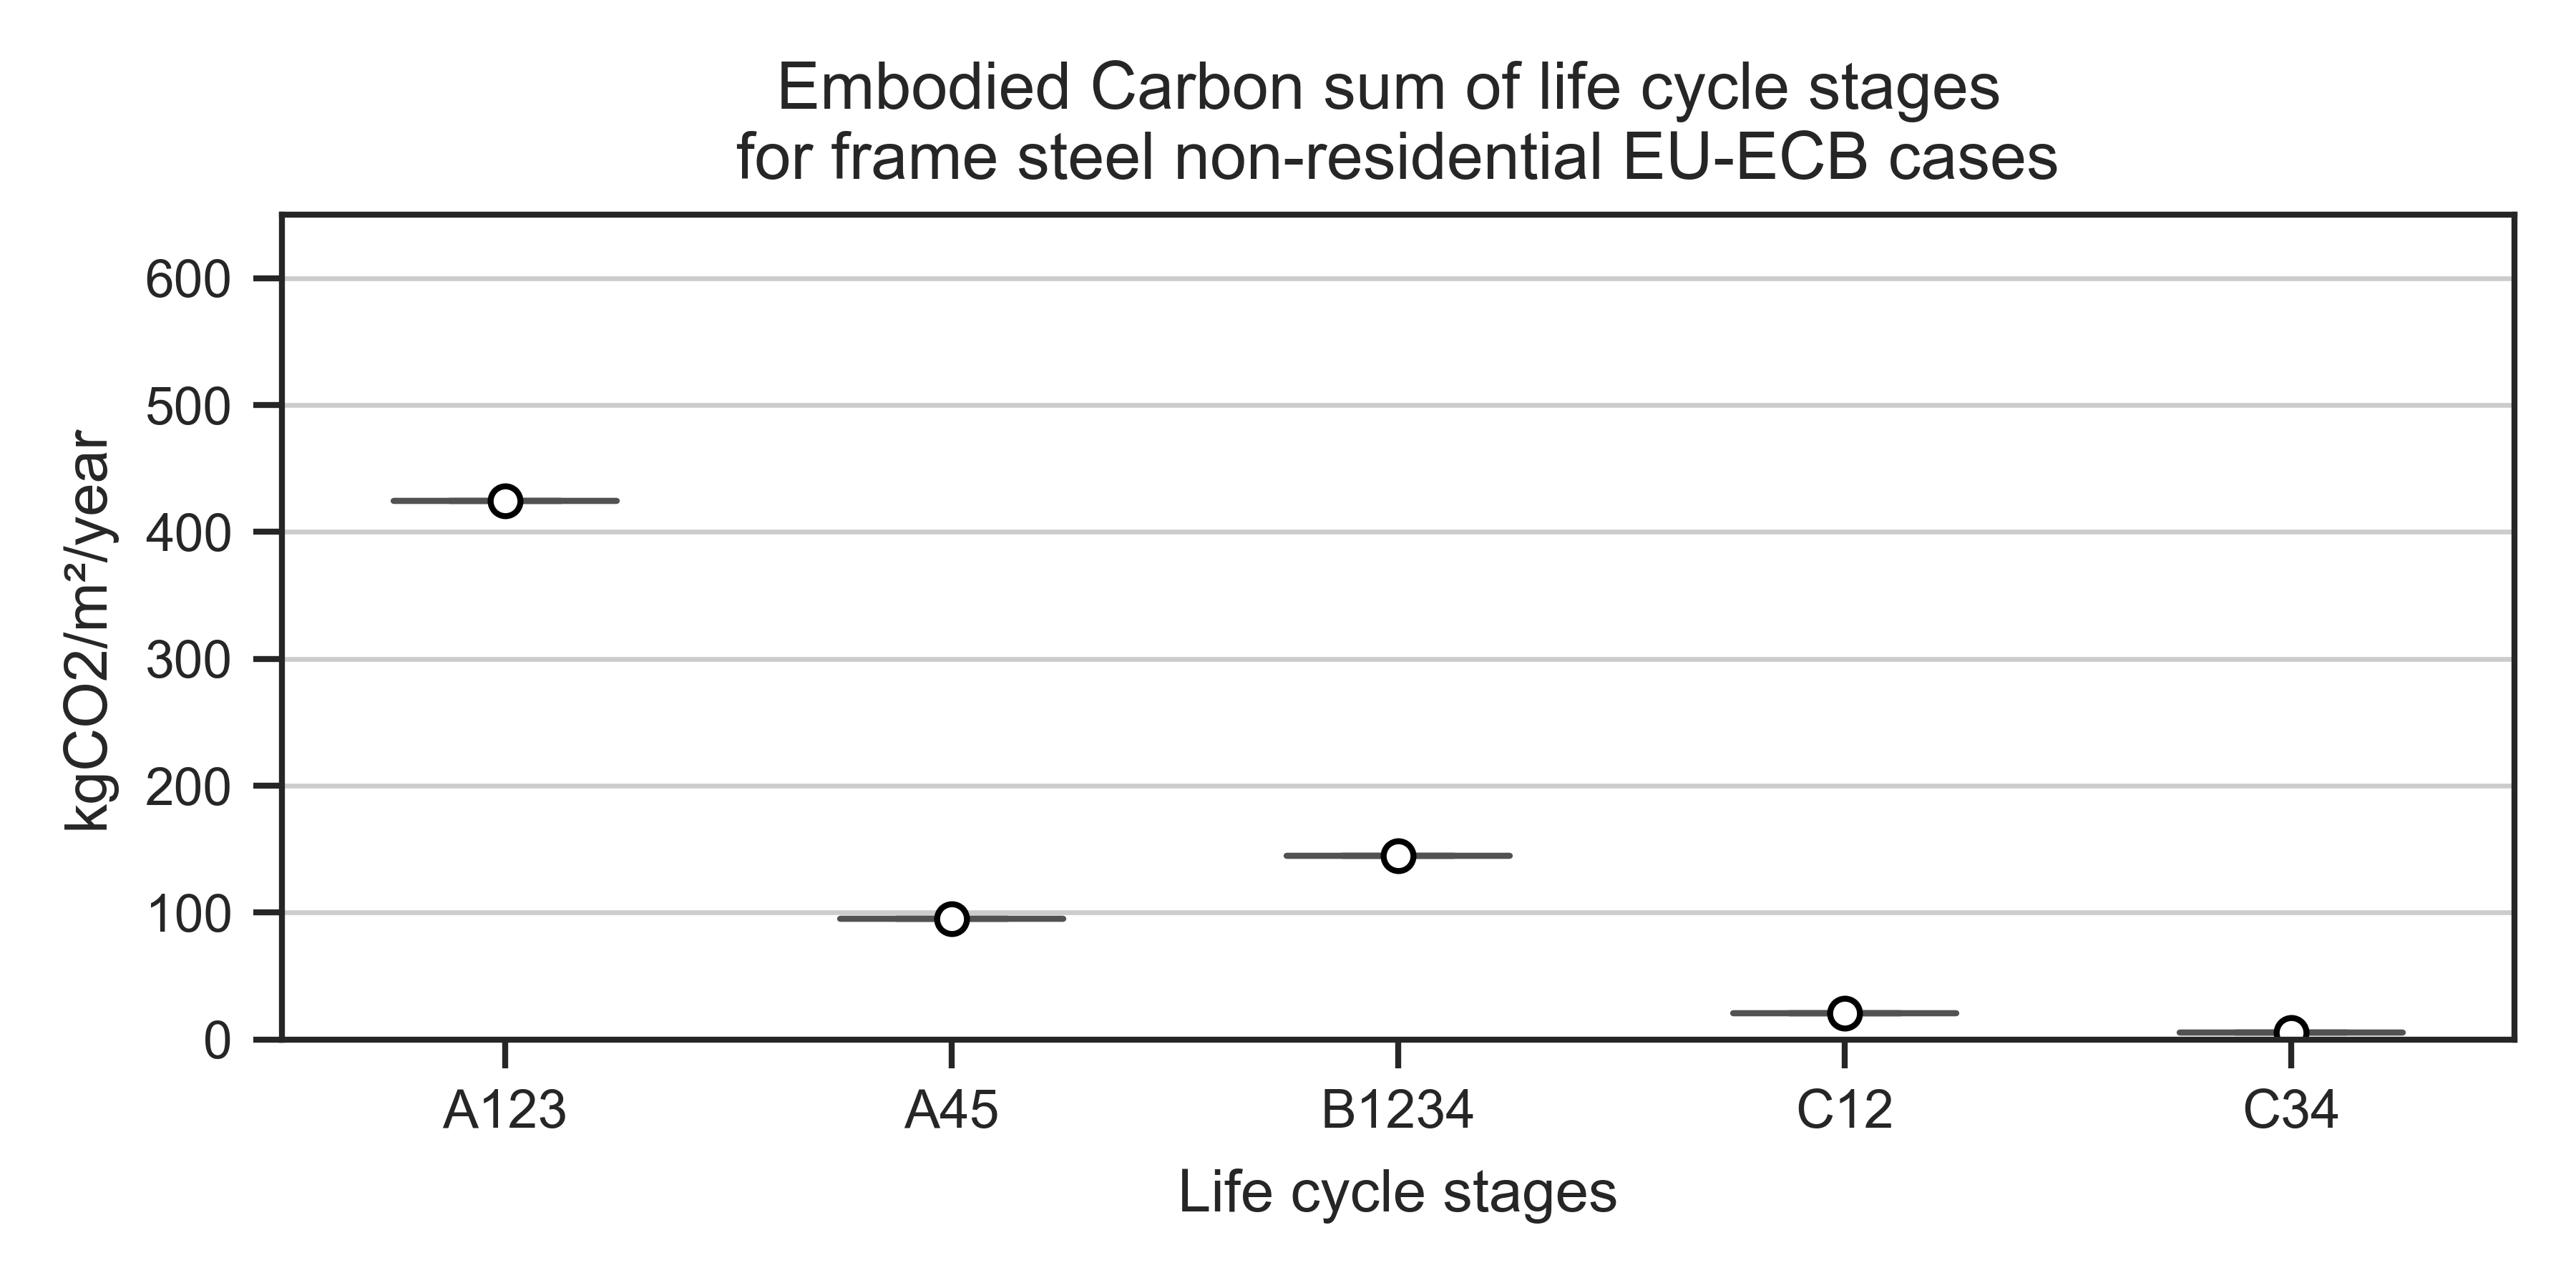 Embodied Carbon sum of life cycle stages
for frame steel non-residential EU-ECB cases
kgCO2/m²/year
600
500
400
300
200
100
0
A123 A45 B1234 C12 C34
Life cycle stages